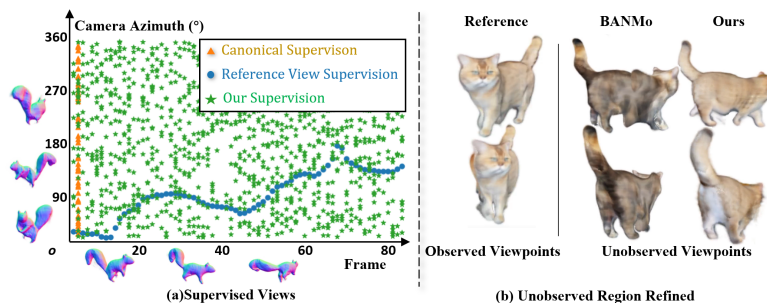 Camera Azimuth (°)
360
270
180
90
o
20
40
60
80
Frame
Canonical Supervison
Reference View Supervision
Our Supervision
(a)Supervised Views
Reference
BANMo
Ours
Observed Viewpoints
Unobserved Viewpoints
(b) Unobserved Region Refined